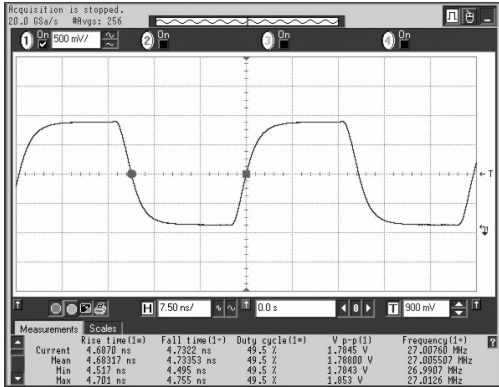 Acquisition is stopped.
20.0 GSa/s #Avgs: 256
1 On 500 mV/ 2 On 3 On 4 On
T
1
H 7.50 ns/ 0.0 s 0 T 900 mV
Measurements Scales
Rise time(1=) Fall time(1~) Duty cycle(1*) V p-p(1) Frequency(1+)
Current 4.6870 ns 4.7322 ns 49.5 % 1.7845 V 27.00760 MHz
Mean 4.68317 ns 4.73353 ns 49.5 % 1.78800 V 27.005507 MHz
Min 4.517 ns 4.495 ns 49.5 % 1.7843 V 26.9907 MHz
Max 4.701 ns 4.755 ns 49.5 % 1.853 V 27.0126 MHz
?